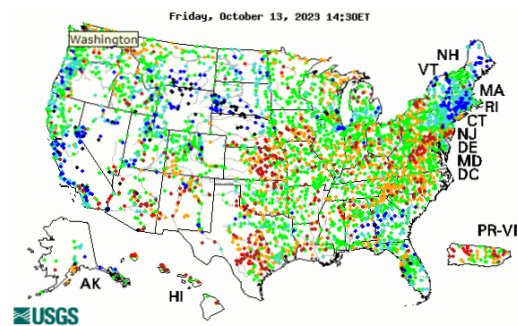 Friday, October 13, 2023 14:30ET
Washington
NH
VT
MA
RI
CT
NJ
DE
MD
DC
PR-VI
AK
HI
USGS